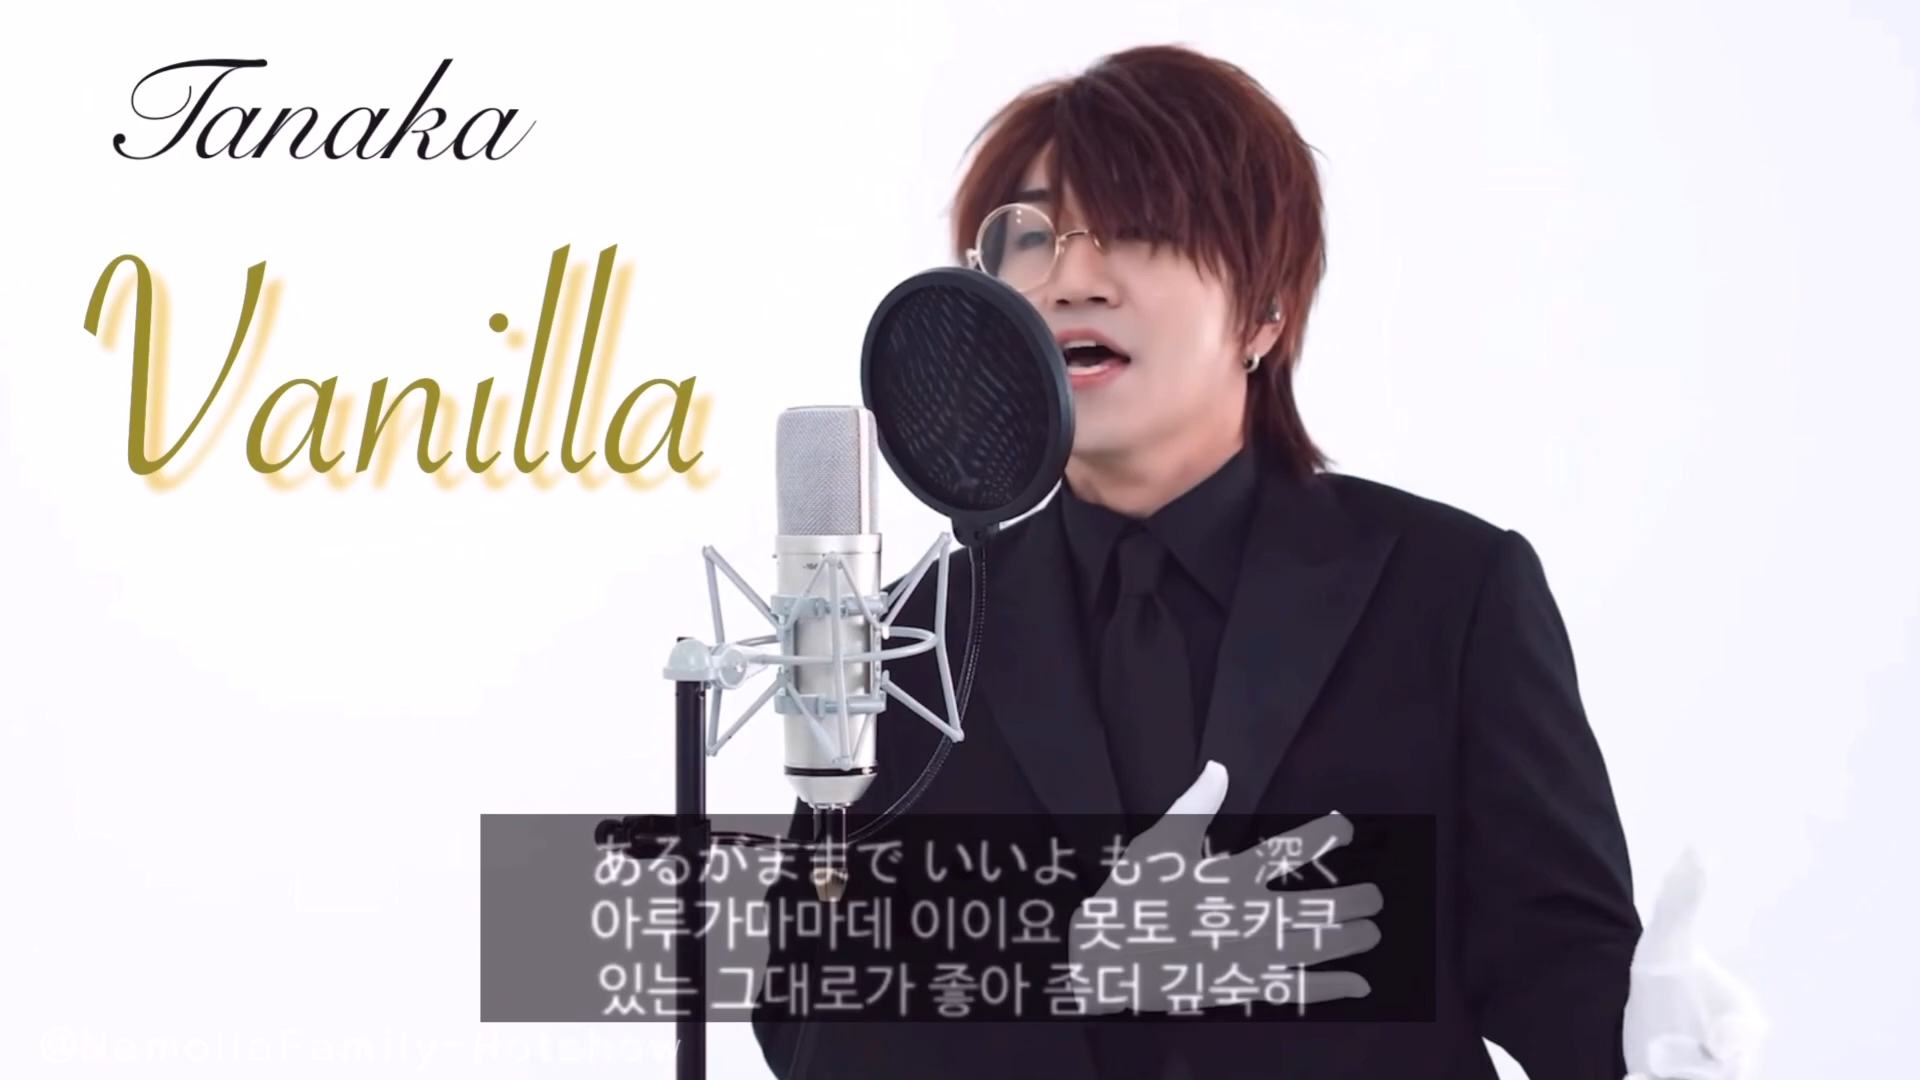 Tanaka
Vanilla
あるがままで いいよ もっと 深く
아루가마마데 이이요 못토 후카쿠
있는 그대로가 좋아 좀더 깊숙히
@NamollaFamily-Hotshow